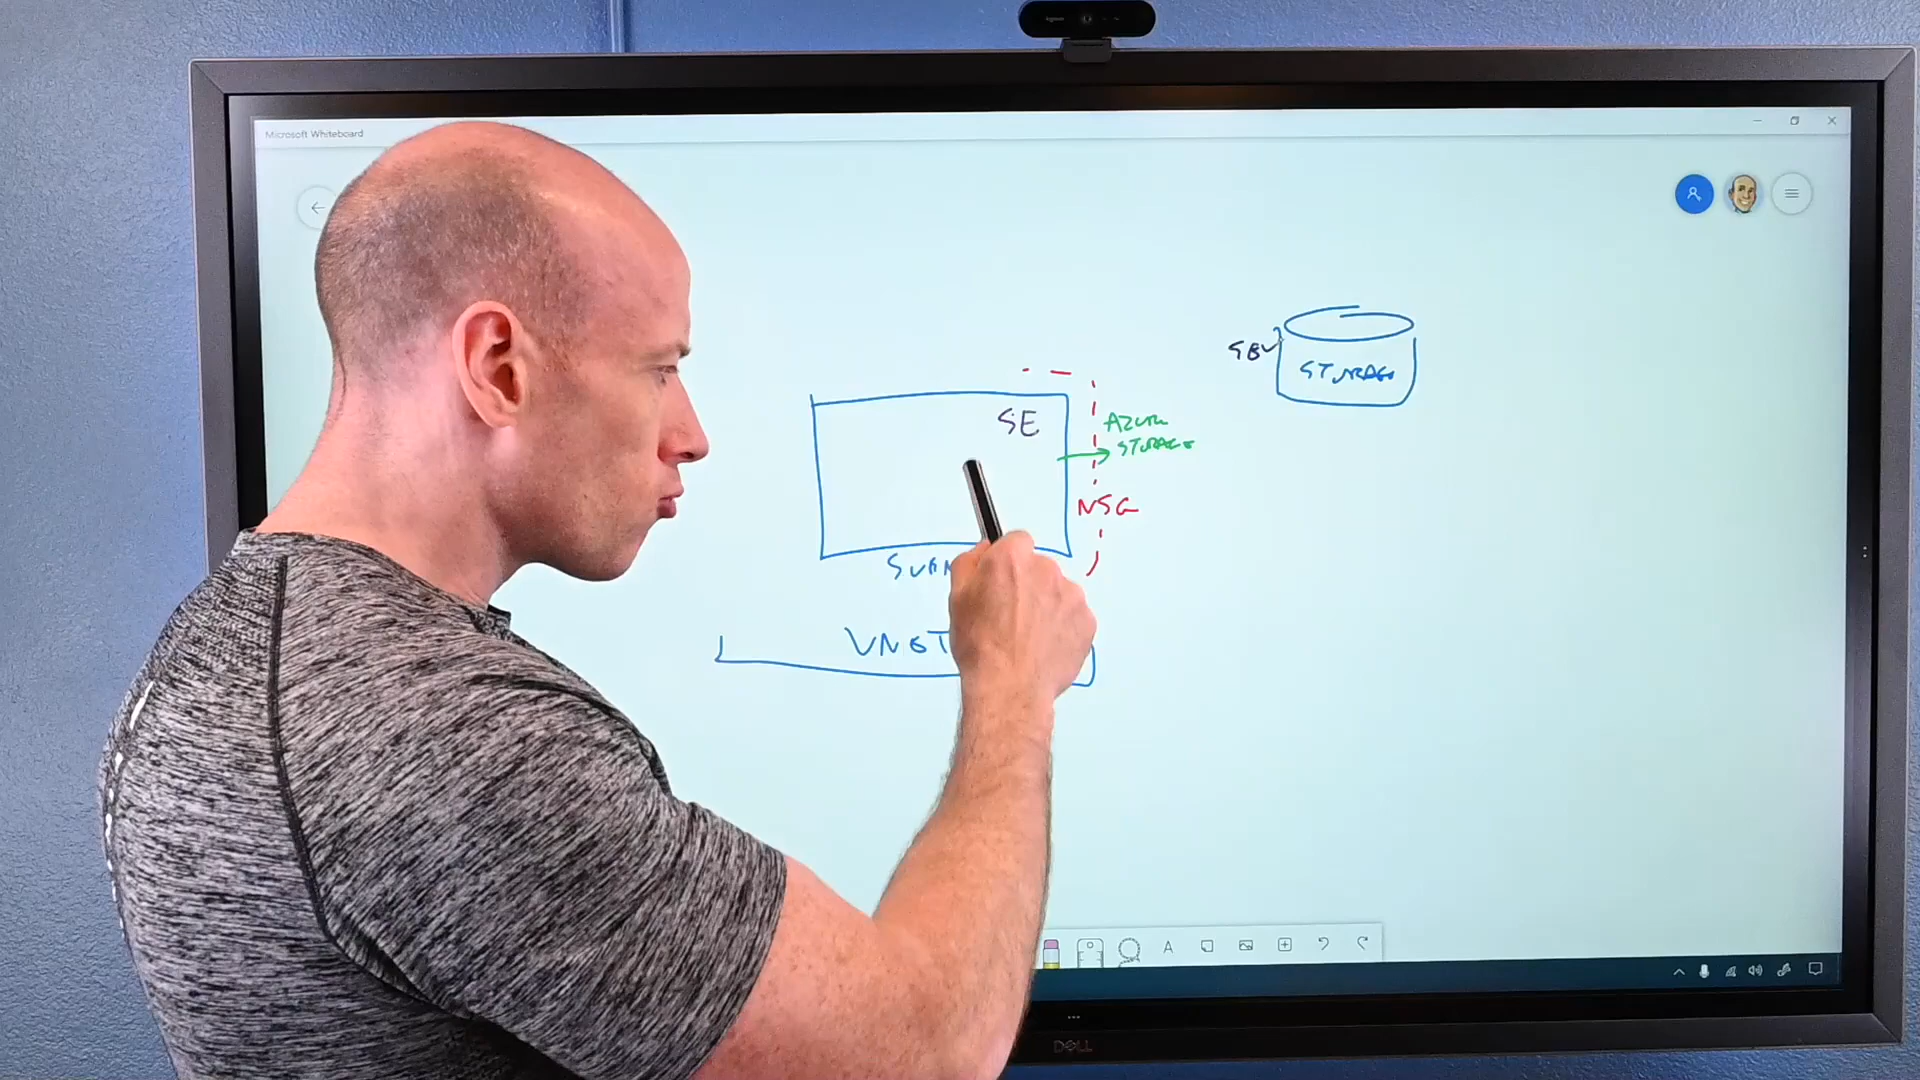 Microsoft Whiteboard
STORAGE
SE
AZURE
STORAGE
NSG
VNET
A
DELL